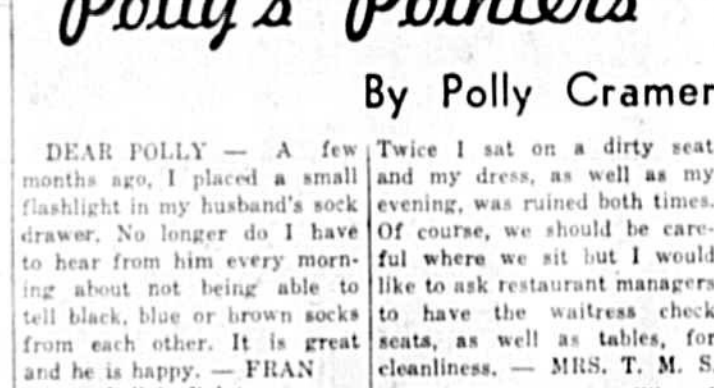 Polly's Pointers
By Polly Cramer
DEAR POLLY — A few
months ago, I placed a small
flashlight in my husband's sock
drawer. No longer do I have
to hear from him every morn-
ing about not being able to
tell black, blue or brown socks
from each other. It is great
and he is happy. — FRAN
Twice I sat on a dirty seat
and my dress, as well as my
evening, was ruined both times.
Of course, we should be care-
ful where we sit but I would
like to ask restaurant managers
to have the waitress check
seats, as well as tables, for
cleanliness. — MRS. T. M. S.